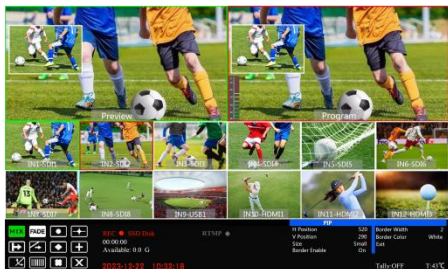 Preview
Program
IN1-SDI1
IN2-SDI2
IN3-SDI3
IN4-SDI4
IN5-SDI5
IN6-SDI6
IN7-SDI7
IN8-SDI8
IN9-USB1
IN10-HDMI1
IN11-HDMI2
IN12-HDMI3
MIX
FADE
REC SSD Disk
RTMP
00:00:00
Available: 0.0 G
2023-12-22 10:32:18
PIP
H Position 520
V Position 290
Size Small
Border Enable On
Border Width 2
Border Color White
Exit
Tally:OFF
T:43℃